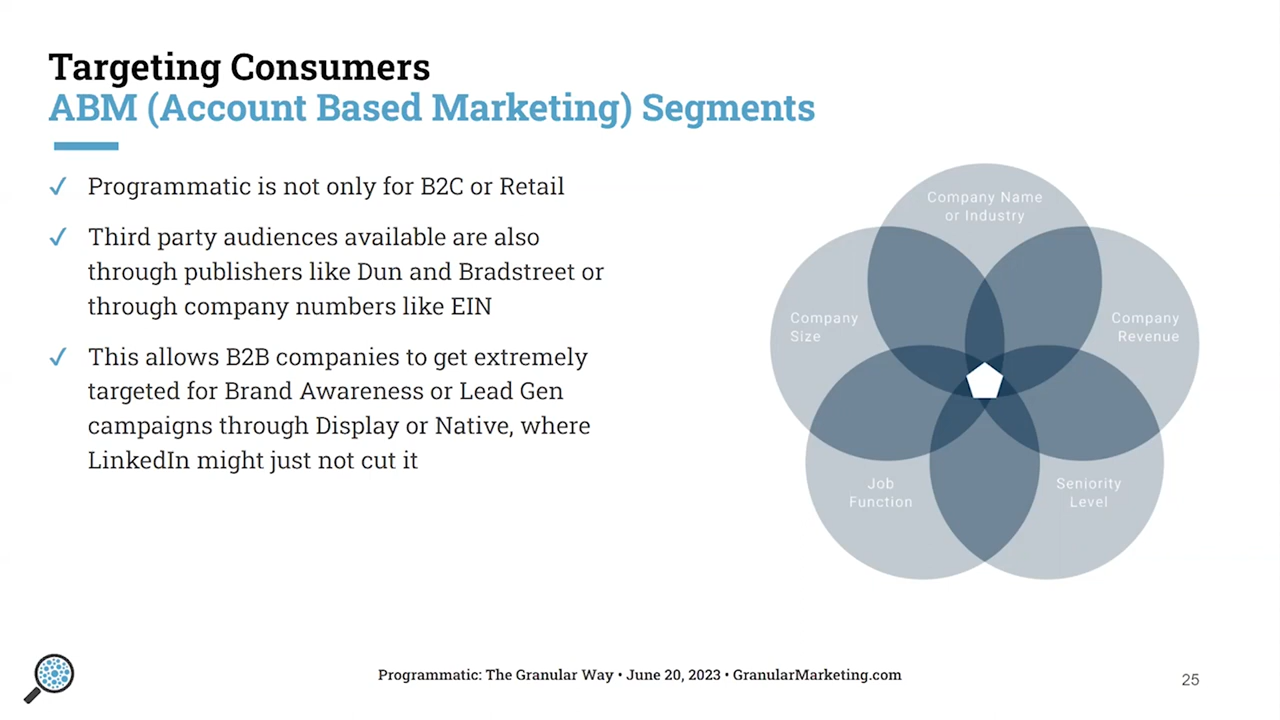 Targeting Consumers
ABM (Account Based Marketing) Segments
✓ Programmatic is not only for B2C or Retail
✓ Third party audiences available are also
through publishers like Dun and Bradstreet or
through company numbers like EIN
✓ This allows B2B companies to get extremely
targeted for Brand Awareness or Lead Gen
campaigns through Display or Native, where
LinkedIn might just not cut it
Company Name
or Industry
Company
Size
Company
Revenue
Job
Function
Seniority
Level
Programmatic: The Granular Way • June 20, 2023 • GranularMarketing.com
25